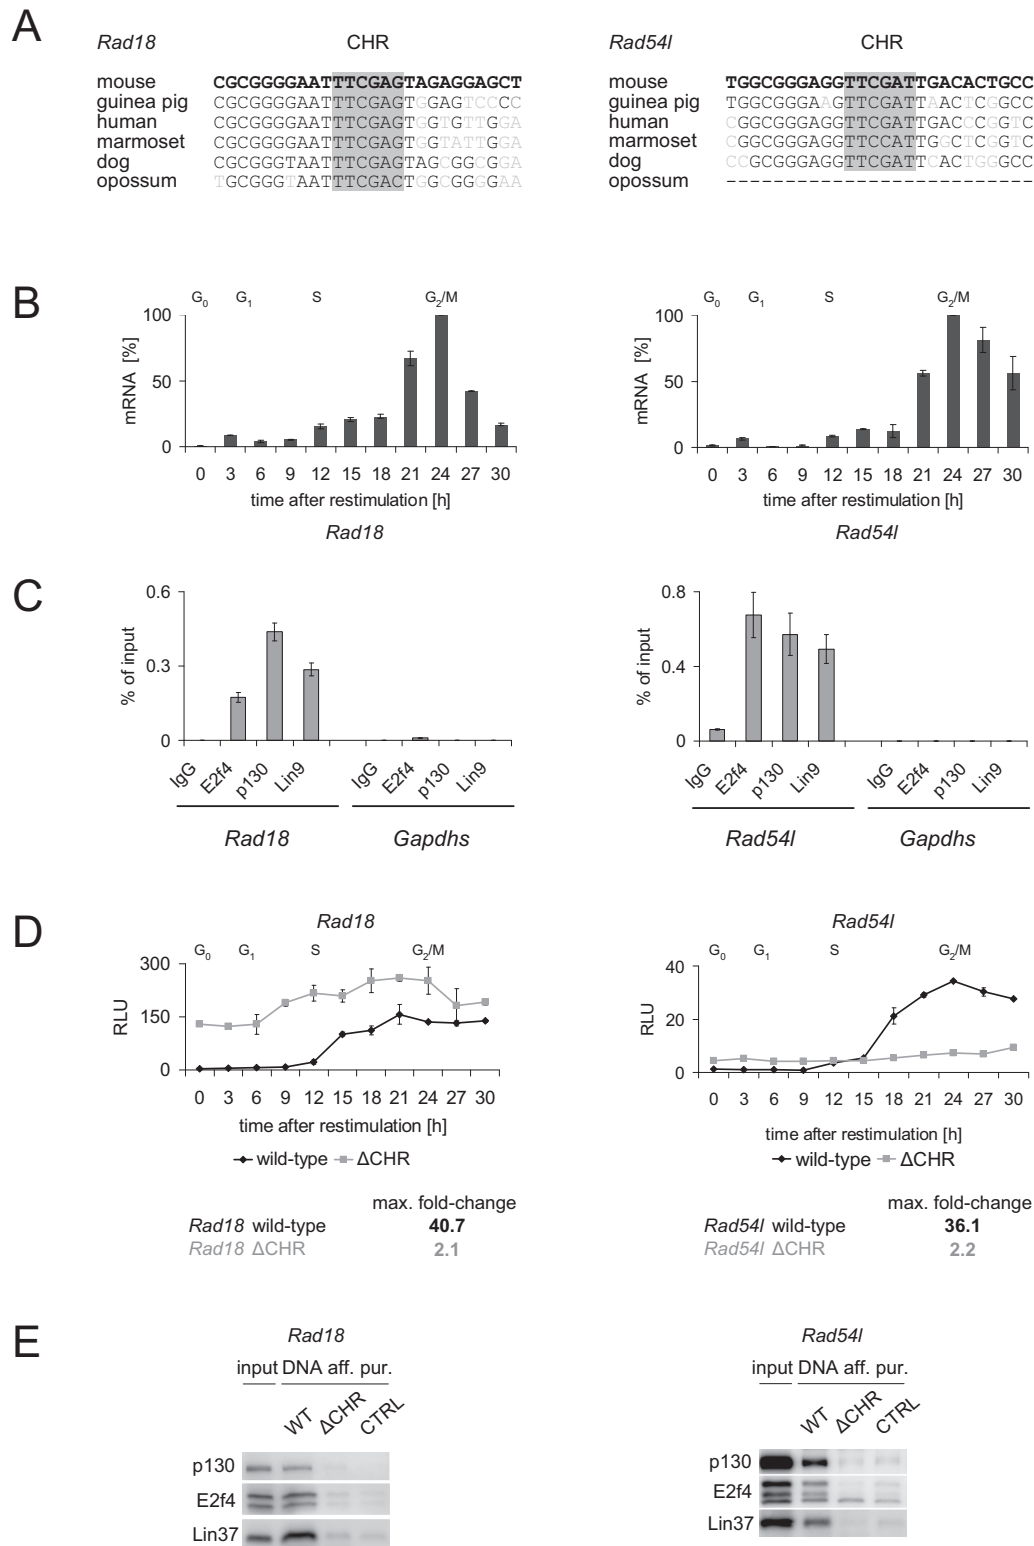 A
Rad18 CHR
mouse CGCGGGGAATTTCGAGTAGAGGAGCT
guinea pig CGCGGGGAATTTCGAGTGGAGTCCCC
human CGCGGGGAATTTCGAGTGGTGTTGGA
marmoset CGCGGGGAATTTCGAGTGGTATTGGA
dog CGCGGGTAATTTCGAGTAGCGGCGGA
opossum TGCGGGTAATTTCGACTGGCGGGGAA
Rad54l CHR
mouse TGGCGGGAGGTTCGATTGACACTGCC
guinea pig TGGCGGGAAGTTCGATTAACTCGGCC
human CGGCGGGAGGTTCGATTGACCCGGTC
marmoset CGGCGGGAGGTTCCATTGGCTCGGTC
dog CCGCGGGAGGTTCGATTCACTGGGCC
opossum --------------------------
B
G0 G1 S G2/M
mRNA [%]
100
50
0
0 3 6 9 12 15 18 21 24 27 30
time after restimulation [h]
Rad18
G0 G1 S G2/M
mRNA [%]
100
50
0
0 3 6 9 12 15 18 21 24 27 30
time after restimulation [h]
Rad54l
C
% of input
0.6
0.3
0
IgG E2f4 p130 Lin9 IgG E2f4 p130 Lin9
Rad18 Gapdhs
% of input
0.8
0.4
0
IgG E2f4 p130 Lin9 IgG E2f4 p130 Lin9
Rad54l Gapdhs
D
Rad18
G0 G1 S G2/M
RLU
300
150
0
0 3 6 9 12 15 18 21 24 27 30
time after restimulation [h]
wild-type ΔCHR
max. fold-change
Rad18 wild-type 40.7
Rad18 ΔCHR 2.1
Rad54l
G0 G1 S G2/M
RLU
40
20
0
0 3 6 9 12 15 18 21 24 27 30
time after restimulation [h]
wild-type ΔCHR
max. fold-change
Rad54l wild-type 36.1
Rad54l ΔCHR 2.2
E
Rad18
input DNA aff. pur.
WT ΔCHR CTRL
p130
E2f4
Lin37
Rad54l
input DNA aff. pur.
WT ΔCHR CTRL
p130
E2f4
Lin37